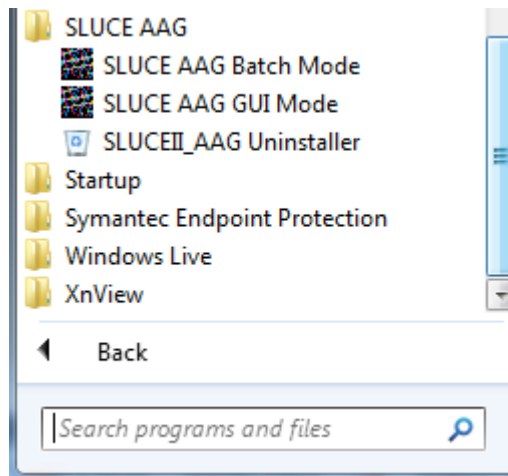 SLUCE AAG
SLUCE AAG Batch Mode
SLUCE AAG GUI Mode
SLUCEII_AAG Uninstaller
Startup
Symantec Endpoint Protection
Windows Live
XnView
Back
Search programs and files